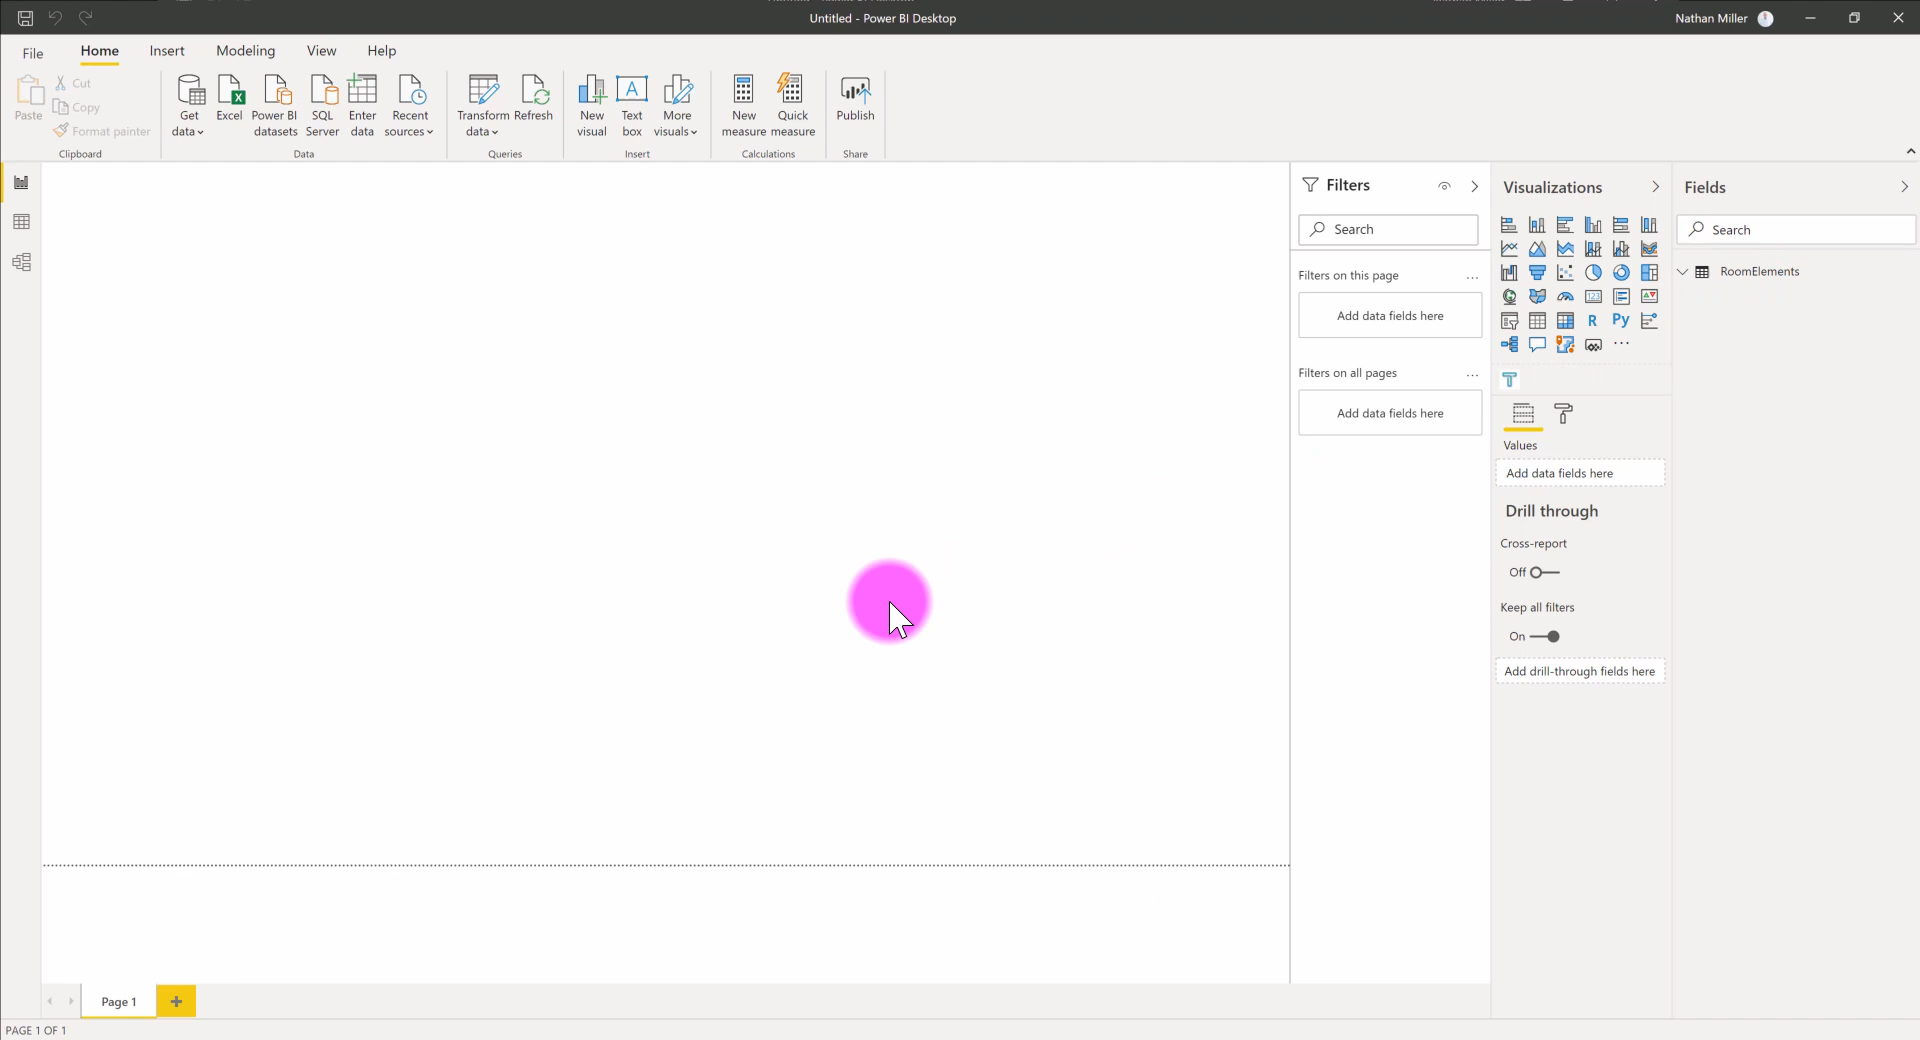 Untitled - Power BI Desktop
Nathan Miller
File
Home
Insert
Modeling
View
Help
Paste
Cut
Copy
Format painter
Clipboard
Get
data
Excel
Power BI
datasets
SQL
Server
Enter
data
Recent
sources
Data
Transform
data
Refresh
Queries
New
visual
A
Text
box
More
visuals
Insert
New
measure
Quick
measure
Calculations
Publish
Share
Filters
Search
Filters on this page
...
Add data fields here
Filters on all pages
...
Add data fields here
Visualizations
123
R
Py
...
T
Values
Add data fields here
Drill through
Cross-report
Off
Keep all filters
On
Add drill-through fields here
Fields
Search
RoomElements
Page 1
PAGE 1 OF 1